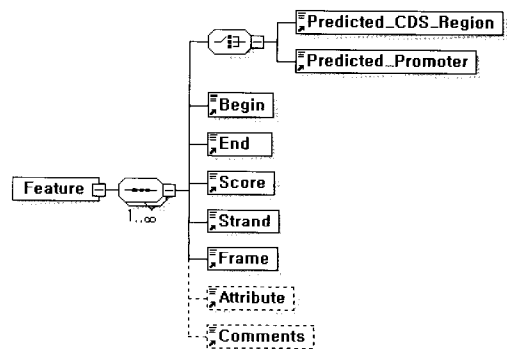 Predicted_CDS_Region
Predicted_Promoter
Begin
End
Feature
Score
1..∞
Strand
Frame
Attribute
Comments